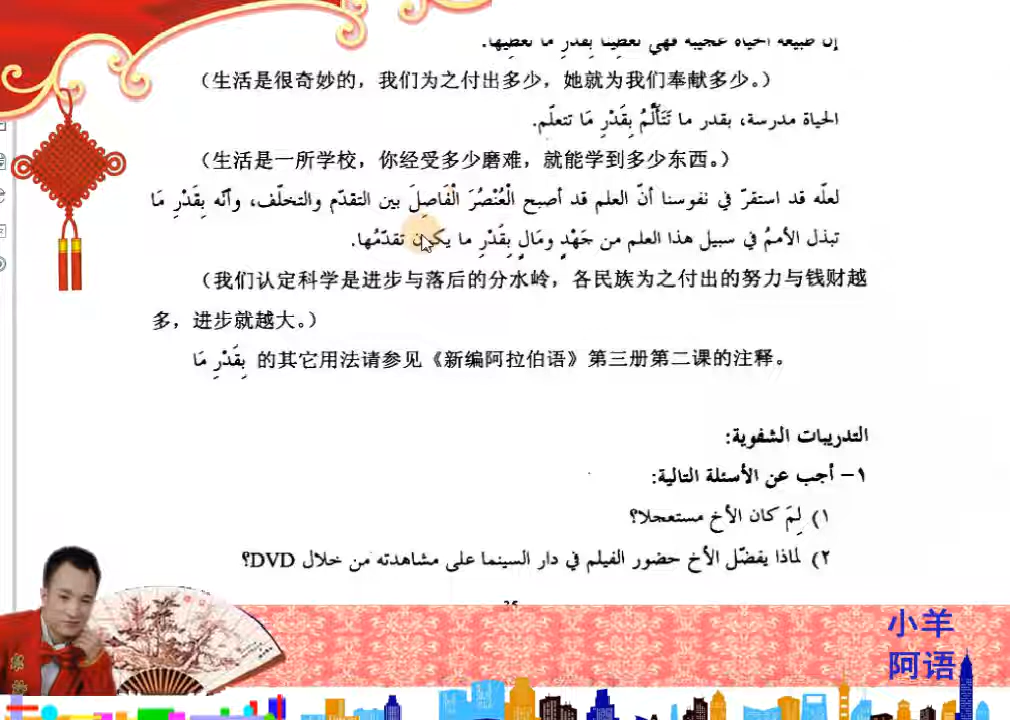 إن طبيعة الحياة عجيبة فهي تعطينا بقدرِ ما نعطيها.
（生活是很奇妙的，我们为之付出多少，她就为我们奉献多少。）
الحياة مدرسة، بقدر ما تَتَأَلَّمُ بِقَدْرِ مَا تتعلّم.
（生活是一所学校，你经受多少磨难，就能学到多少东西。）
لعلّه قد استقرّ في نفوسنا أنّ العلم قد أصبح الْعُنْصُرَ الْفَاصِلَ بين التقدّم والتخلّف، وأنّه بِقَدْرِ مَا
تبذل الأممُ في سبيل هذا العلم من جَهْدٍ ومَالٍ بِقَدْرِ ما يكون تقدّمُها.
（我们认定科学是进步与落后的分水岭，各民族为之付出的努力与钱财越
多，进步就越大。）
بِقَدْرِ مَا 的其它用法请参见《新编阿拉伯语》第三册第二课的注释。
التدريبات الشفوية:
١– أجب عن الأسئلة التالية:
١) لِمَ كان الأخ مستعجلا؟
٢) لماذا يفضّل الأخ حضور الفيلم في دار السينما على مشاهدته من خلال DVD؟
小羊
阿语